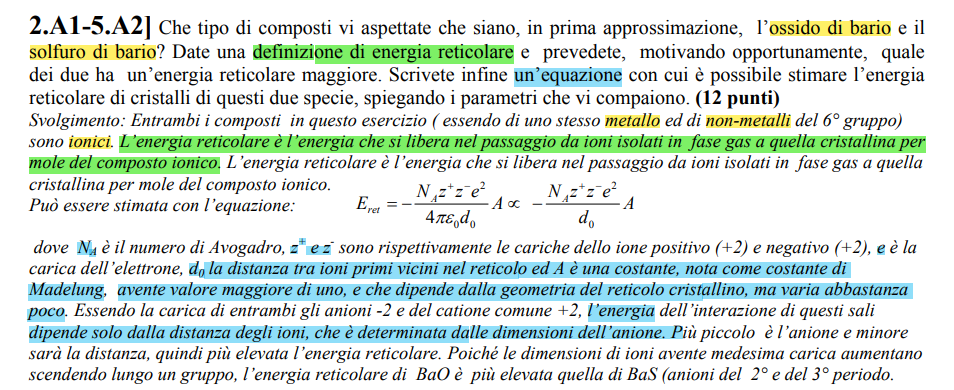 2.A1-5.A2] Che tipo di composti vi aspettate che siano, in prima approssimazione, l'ossido di bario e il
solfuro di bario? Date una definizione di energia reticolare e prevedete, motivando opportunamente, quale
dei due ha un'energia reticolare maggiore. Scrivete infine un'equazione con cui è possibile stimare l'energia
reticolare di cristalli di questi due specie, spiegando i parametri che vi compaiono. (12 punti)
Svolgimento: Entrambi i composti in questo esercizio ( essendo di uno stesso metallo ed di non-metalli del 6° gruppo)
sono ionici. L'energia reticolare è l'energia che si libera nel passaggio da ioni isolati in fase gas a quella cristallina per
mole del composto ionico. L'energia reticolare è l'energia che si libera nel passaggio da ioni isolati in fase gas a quella
cristallina per mole del composto ionico.
Può essere stimata con l'equazione: E_ret = - (N_A z⁺z⁻e²)/(4πε₀d₀) A ∝ - (N_A z⁺z⁻e²)/(d₀) A
dove N_A è il numero di Avogadro, z⁺ e z⁻ sono rispettivamente le cariche dello ione positivo (+2) e negativo (+2), e è la
carica dell'elettrone, d₀ la distanza tra ioni primi vicini nel reticolo ed A è una costante, nota come costante di
Madelung, avente valore maggiore di uno, e che dipende dalla geometria del reticolo cristallino, ma varia abbastanza
poco. Essendo la carica di entrambi gli anioni -2 e del catione comune +2, l'energia dell'interazione di questi sali
dipende solo dalla distanza degli ioni, che è determinata dalle dimensioni dell'anione. Più piccolo è l'anione e minore
sarà la distanza, quindi più elevata l'energia reticolare. Poiché le dimensioni di ioni avente medesima carica aumentano
scendendo lungo un gruppo, l'energia reticolare di BaO è più elevata quella di BaS (anioni del 2° e del 3° periodo.